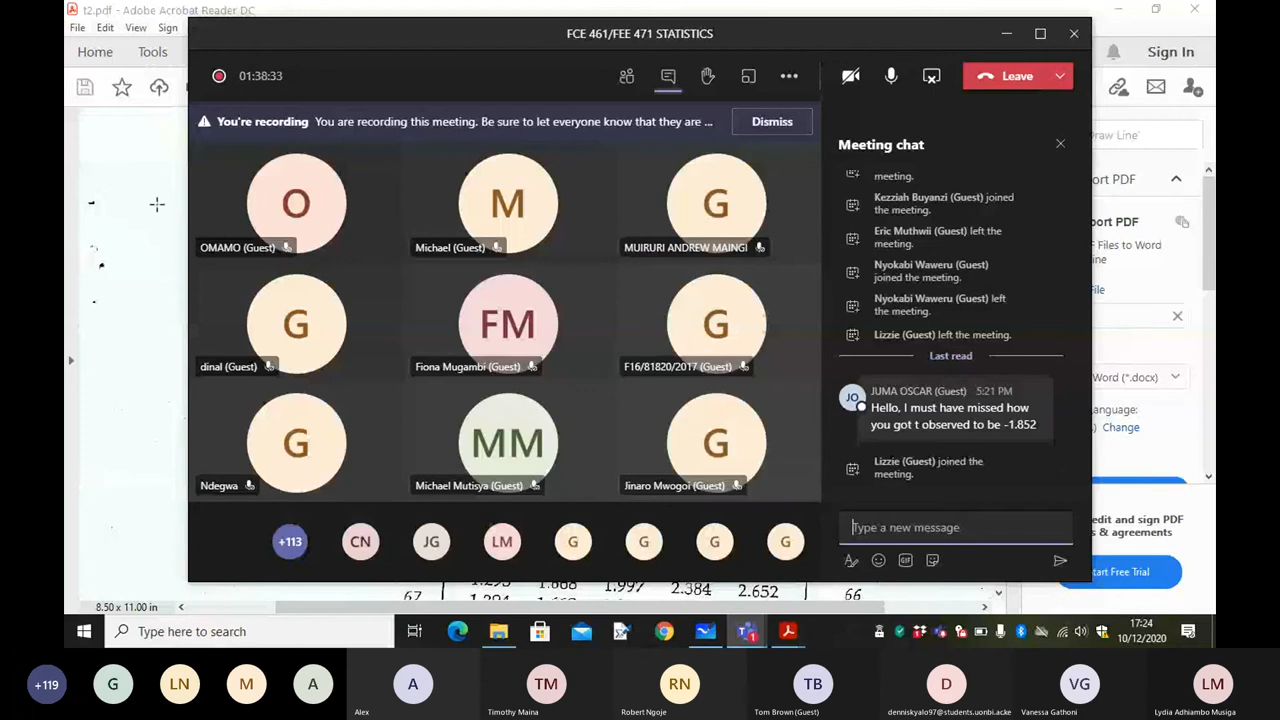 t2.pdf - Adobe Acrobat Reader DC
File Edit View Sign
Home Tools
Sign In
FCE 461/FEE 471 STATISTICS
01:38:33
Leave
You're recording You are recording this meeting. Be sure to let everyone know that they are ...
Dismiss
O
OMAMO (Guest)
M
Michael (Guest)
G
MUIRURI ANDREW MAINGI
G
dinal (Guest)
FM
Fiona Mugambi (Guest)
G
F16/81820/2017 (Guest)
G
Ndegwa
MM
Michael Mutisya (Guest)
G
Jinaro Mwogoi (Guest)
+113 CN JG LM G G G G
Meeting chat
meeting.
Kezziah Buyanzi (Guest) joined
the meeting.
Eric Muthwii (Guest) left the
meeting.
Nyokabi Waweru (Guest)
joined the meeting.
Nyokabi Waweru (Guest) left
the meeting.
Lizzie (Guest) left the meeting.
Last read
JO
JUMA OSCAR (Guest) 5:21 PM
Hello, I must have missed how
you got t observed to be -1.852
Lizzie (Guest) joined the
meeting.
Type a new message
GIF
Draw Line'
ort PDF
port PDF
PDF Files to Word
line
File
Word (*.docx)
Language:
Change
edit and sign PDF
s & agreements
Start Free Trial
67 1.997 2.384 2.652 66
8.50 x 11.00 in
Type here to search
17:24
10/12/2020
+119 G LN M A
A
Alex
TM
Timothy Maina
RN
Robert Ngoje
TB
Tom Brown (Guest)
D
denniskyalo97@students.uonbi.ac.ke
VG
Vanessa Gathoni
LM
Lydia Adhiambo Musiga